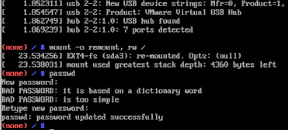 [    1.852311] usb 2-2: New USB device strings: Mfr=0, Product=1,
[    1.854197] usb 2-2: Product: VMware Virtual USB Hub
[    1.862749] hub 2-2:1.0: USB hub found
[    1.869239] hub 2-2:1.0: 7 ports detected
(none) / $ mount -o remount, rw /
[   23.534256] EXT4-fs (sda3): re-mounted. Opts: (null)
[   23.538031] mount used greatest stack depth: 4360 bytes left
(none) / $ passwd
New password:
BAD PASSWORD: it is based on a dictionary word
BAD PASSWORD: is too simple
Retype new password:
passwd: password updated successfully
(none) / $